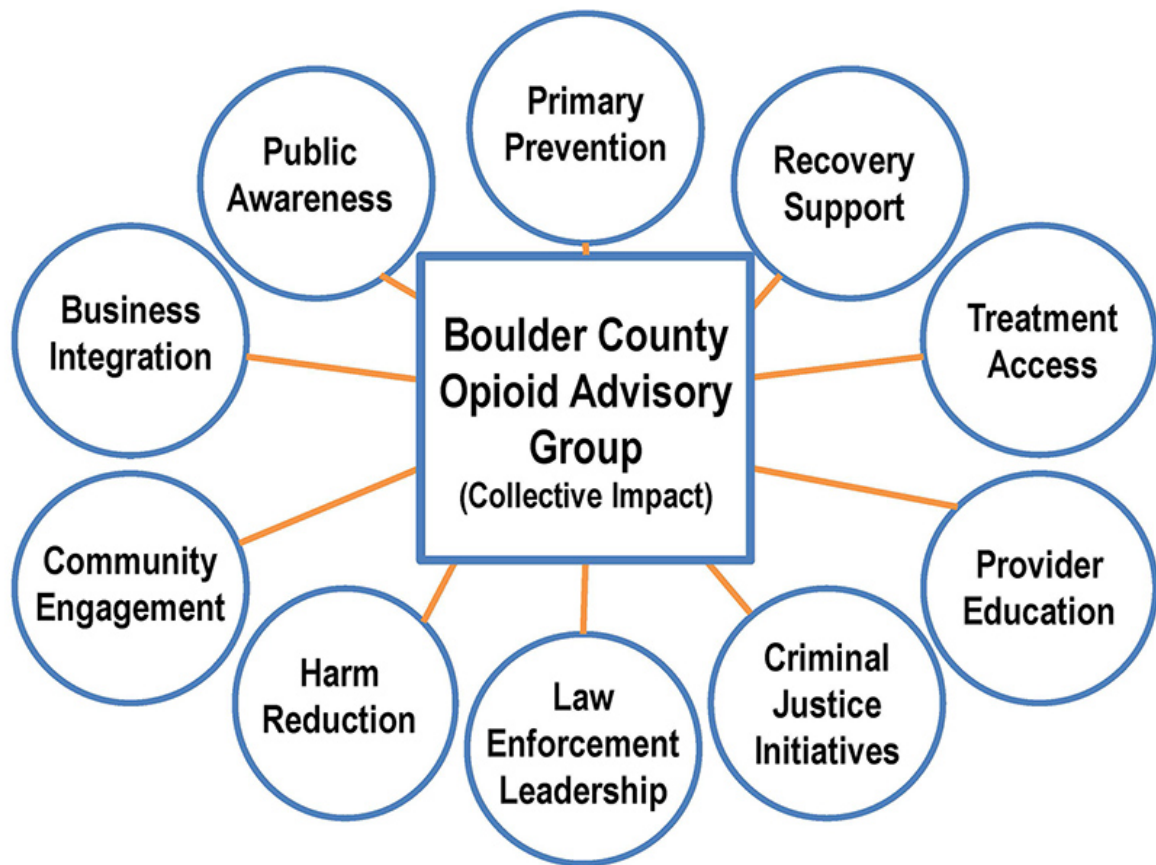 Primary
Prevention
Public
Awareness
Recovery
Support
Business
Integration
Boulder County
Opioid Advisory
Group
(Collective Impact)
Treatment
Access
Community
Engagement
Provider
Education
Harm
Reduction
Law
Enforcement
Leadership
Criminal
Justice
Initiatives